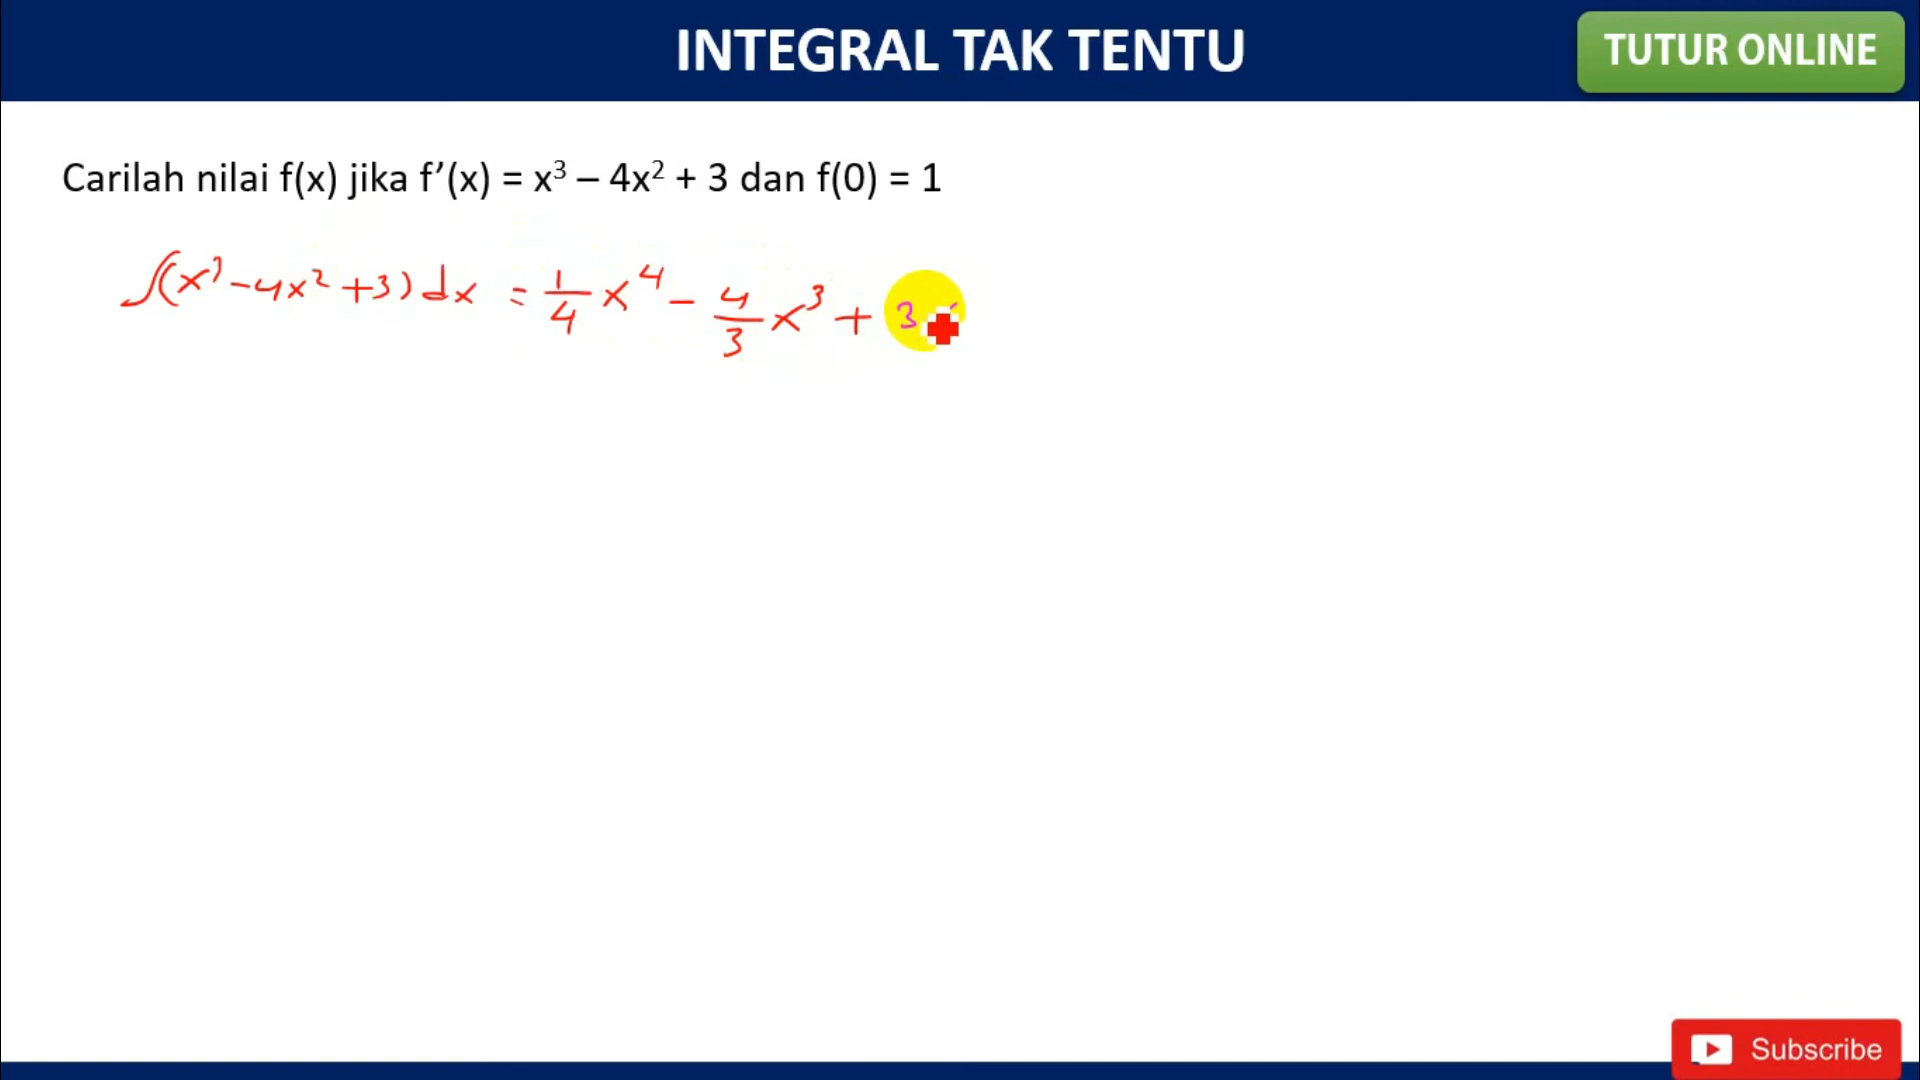 INTEGRAL TAK TENTU
TUTUR ONLINE
Carilah nilai f(x) jika f’(x) = x³ – 4x² + 3 dan f(0) = 1
∫(x³ - 4x² + 3) dx = 1/4 x⁴ - 4/3 x³ + 3
Subscribe